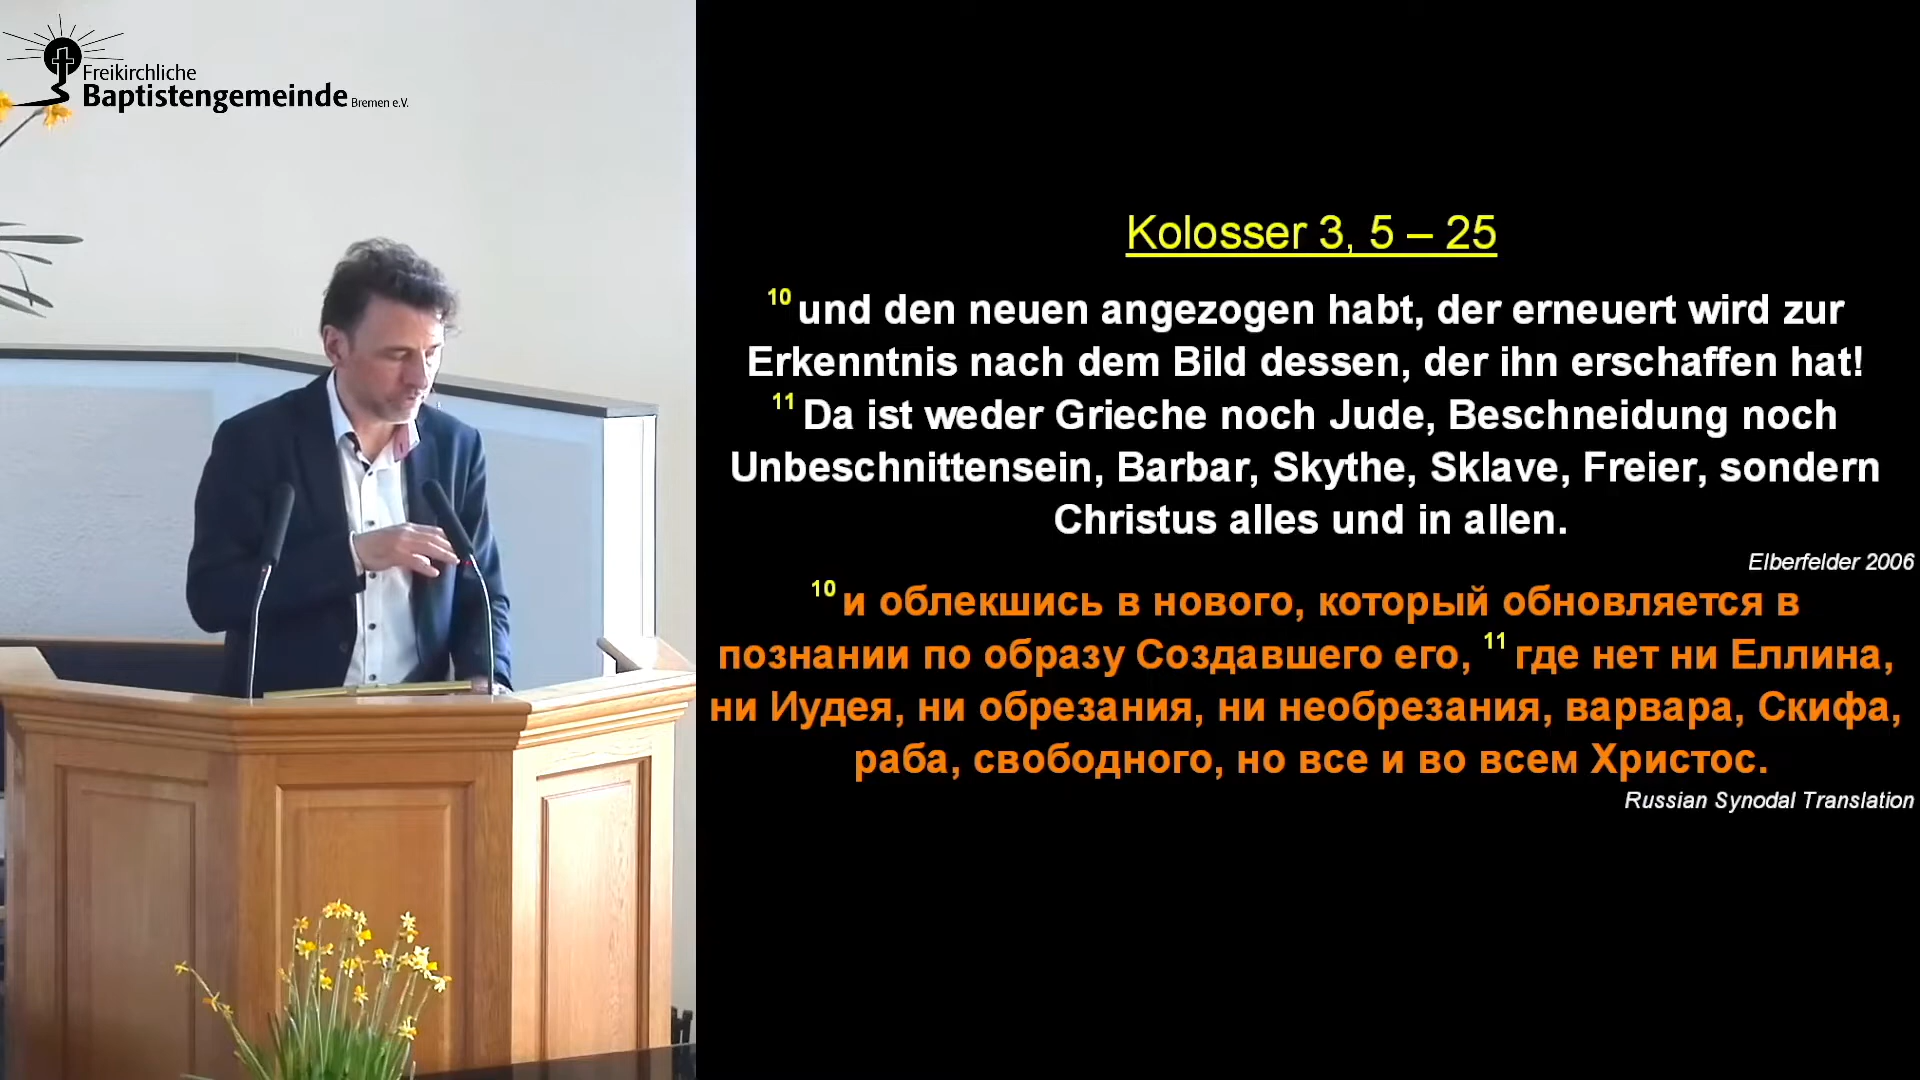 Freikirchliche
Baptistengemeinde Bremen e.V.
Kolosser 3, 5 – 25
10 und den neuen angezogen habt, der erneuert wird zur
Erkenntnis nach dem Bild dessen, der ihn erschaffen hat!
11 Da ist weder Grieche noch Jude, Beschneidung noch
Unbeschnittensein, Barbar, Skythe, Sklave, Freier, sondern
Christus alles und in allen.
Elberfelder 2006
10 и облекшись в нового, который обновляется в
познании по образу Создавшего его, 11 где нет ни Еллина,
ни Иудея, ни обрезания, ни необрезания, варвара, Скифа,
раба, свободного, но все и во всем Христос.
Russian Synodal Translation